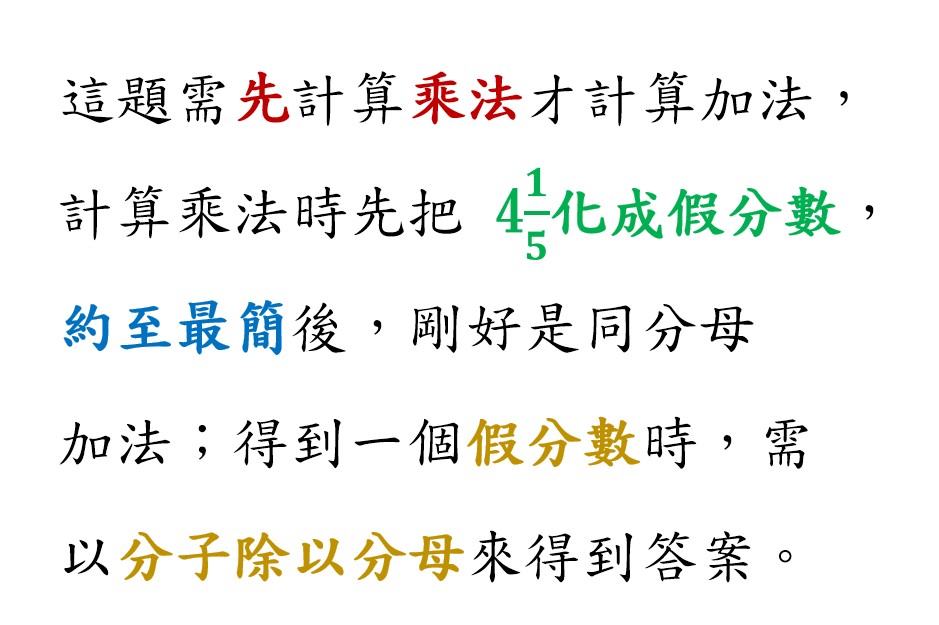 這題需先計算乘法才計算加法，
計算乘法時先把 4 1/5 化成假分數，
約至最簡後，剛好是同分母
加法；得到一個假分數時，需
以分子除以分母來得到答案。